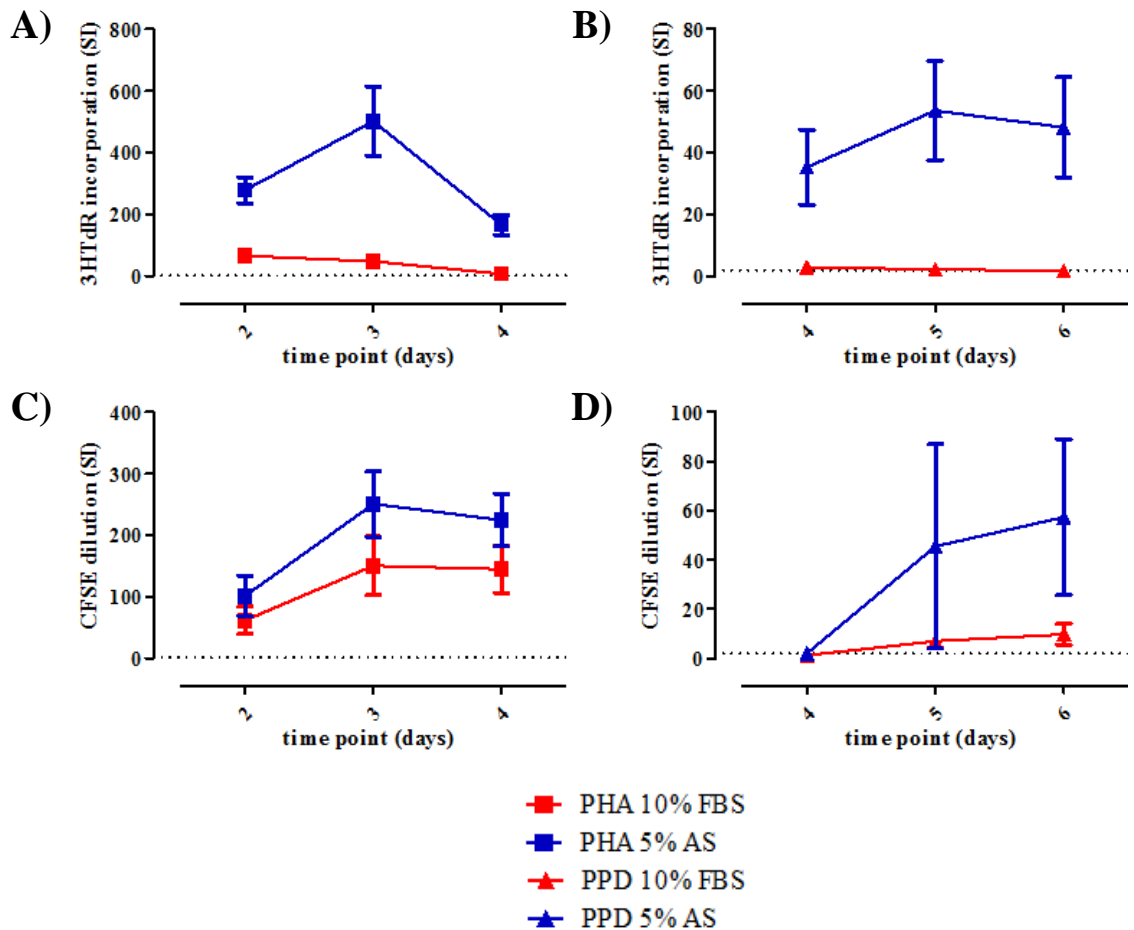 A)
3HTdR incorporation (SI)
800
600
400
200
0
2
3
4
time point (days)
B)
3HTdR incorporation (SI)
80
60
40
20
0
4
5
6
time point (days)
C)
CFSE dilution (SI)
400
300
200
100
0
2
3
4
time point (days)
D)
CFSE dilution (SI)
100
80
60
40
20
0
4
5
6
time point (days)
PHA 10% FBS
PHA 5% AS
PPD 10% FBS
PPD 5% AS